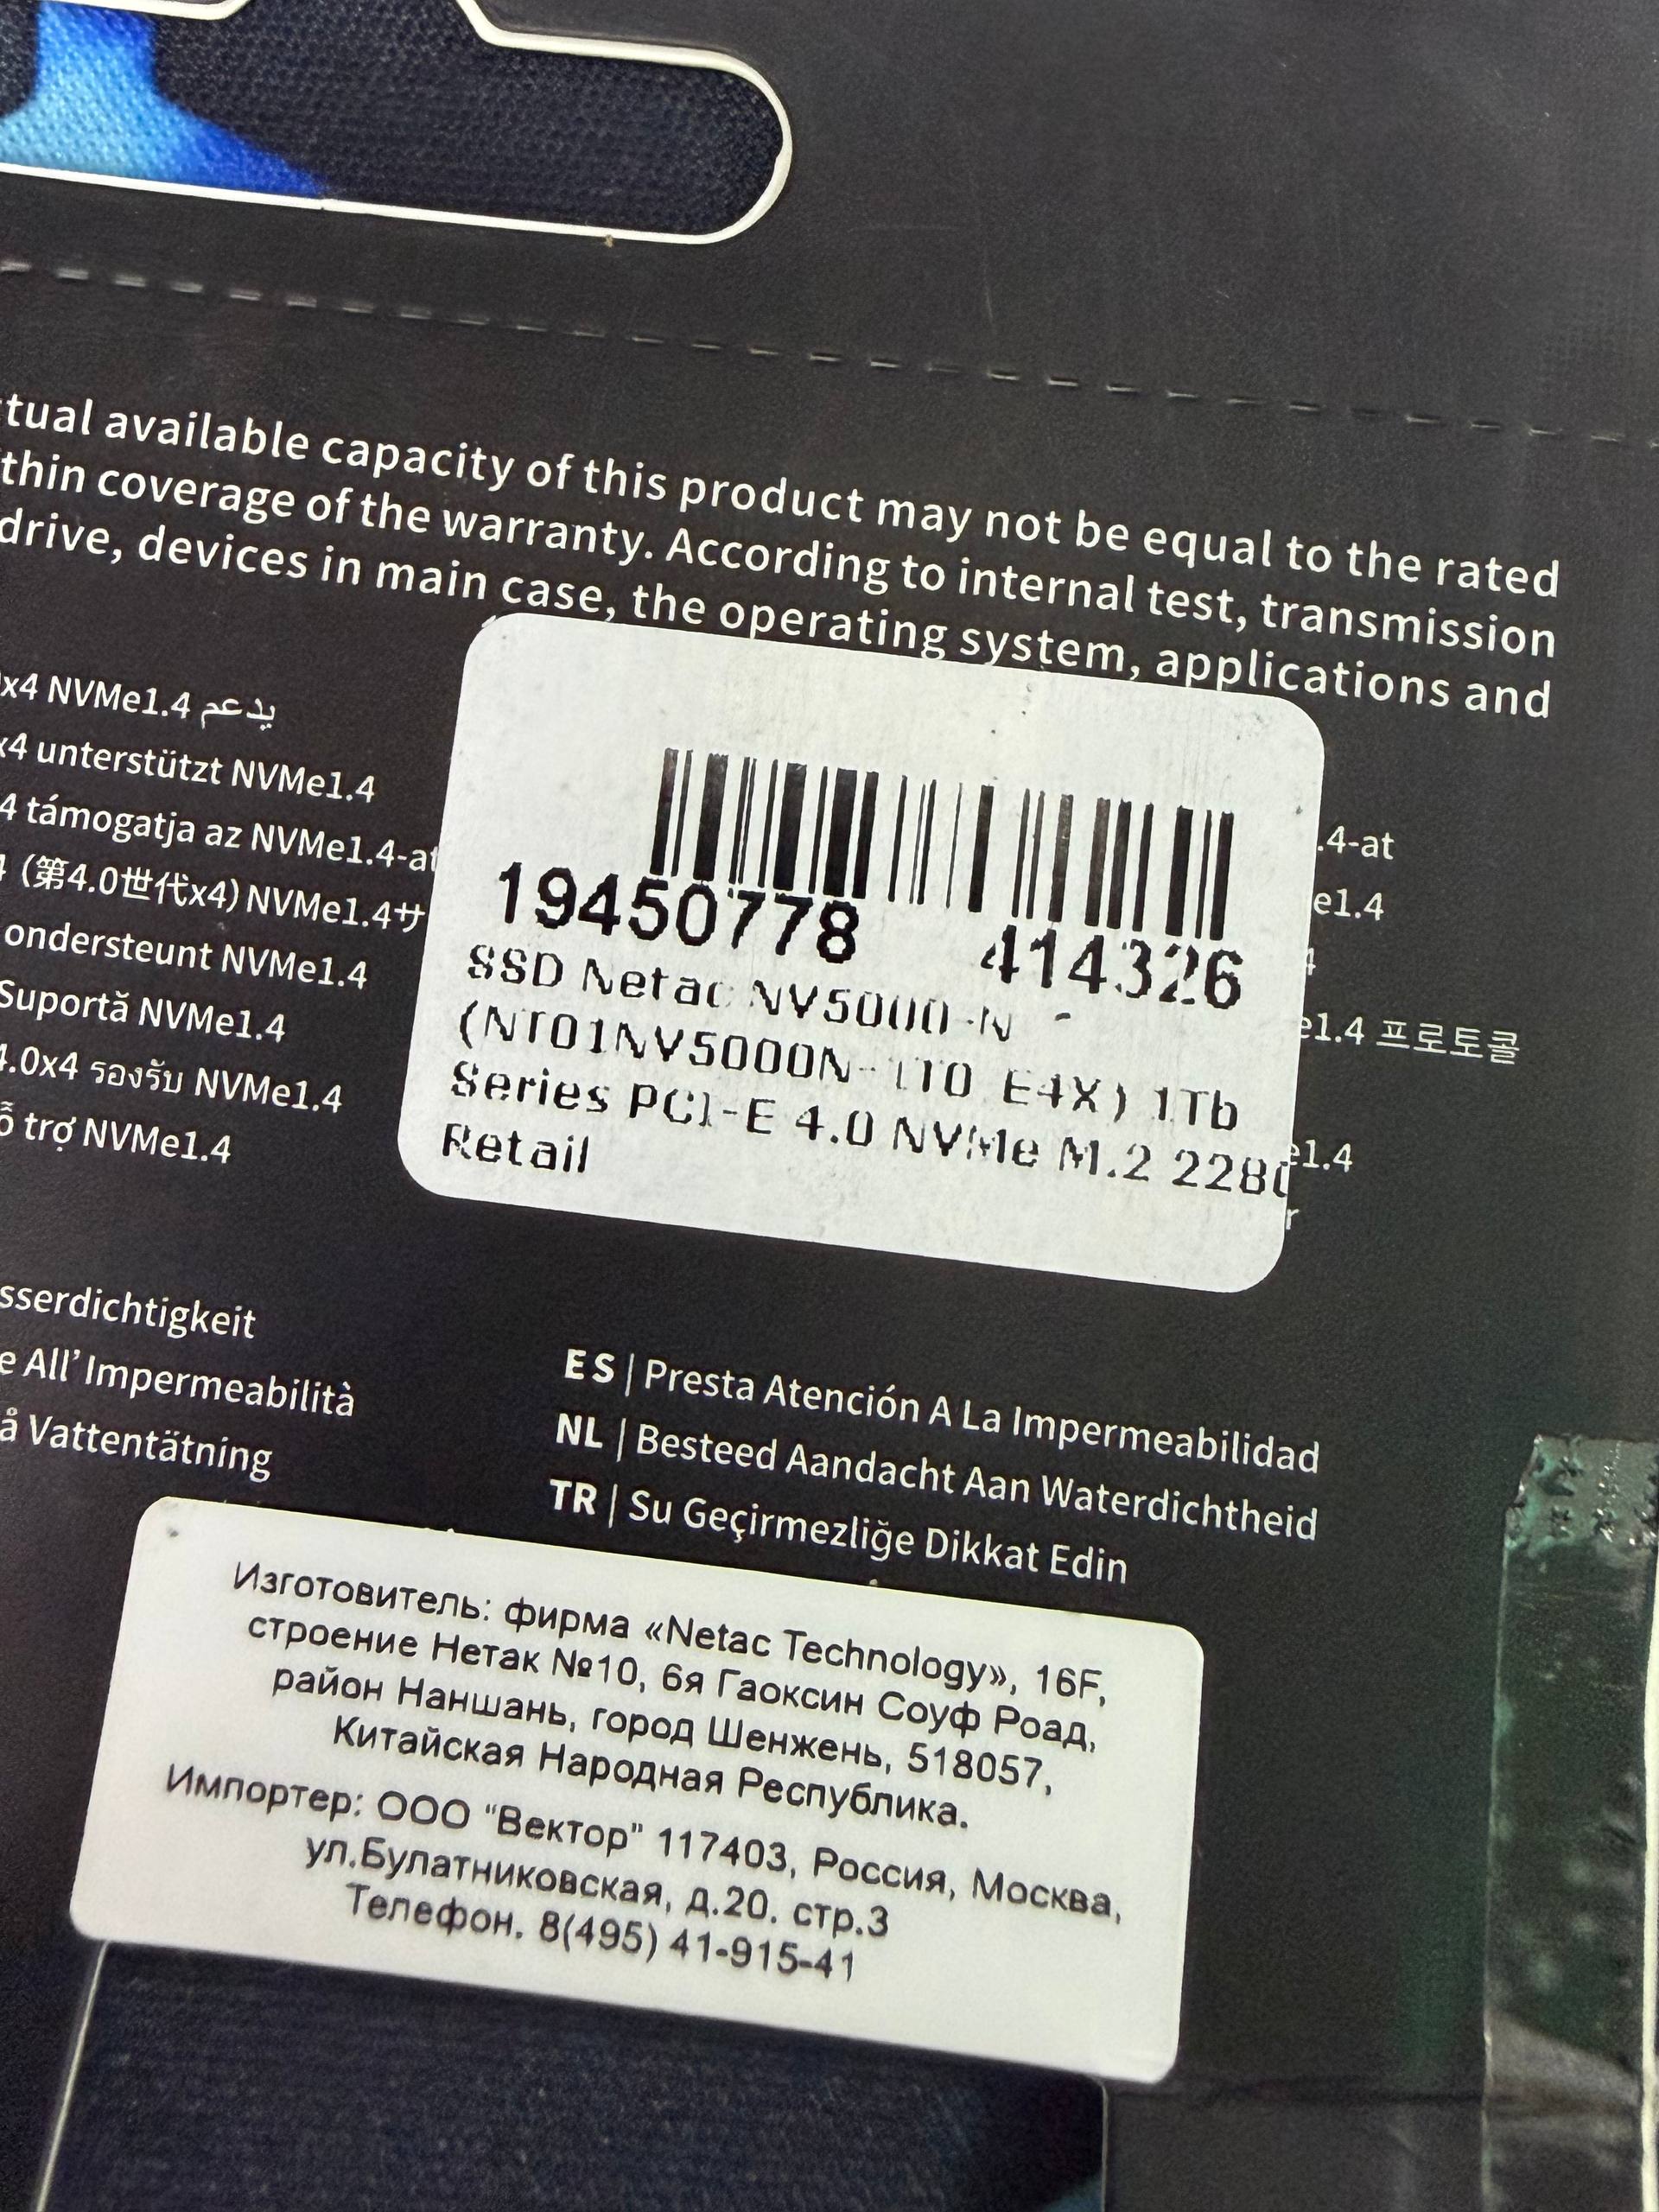 tual available capacity of this product may not be equal to the rated
thin coverage of the warranty. According to internal test, transmission
drive, devices in main case, the operating system, applications and
x4 NVMe1.4 يدعم
x4 unterstützt NVMe1.4
4 támogatja az NVMe1.4-at
(第4.0世代x4) NVMe1.4サ
ondersteunt NVMe1.4
Suportă NVMe1.4
4.0x4 รองรับ NVMe1.4
ỗ trợ NVMe1.4
.4-at
e1.4
4
e1.4 프로토콜
e1.4
r
19450778 414326
SSD Netac NV5000-N
(NT01NV5000N-1T0-E4X) 1Tb
Series PCI-E 4.0 NVMe M.2 2280
Retail
sserdichtigkeit
e All' Impermeabilità
å Vattentätning
ES | Presta Atención A La Impermeabilidad
NL | Besteed Aandacht Aan Waterdichtheid
TR | Su Geçirmezliğe Dikkat Edin
Изготовитель: фирма «Netac Technology», 16F,
строение Нетак №10, 6я Гаоксин Соуф Роад,
район Наншань, город Шенжень, 518057,
Китайская Народная Республика.
Импортер: ООО "Вектор" 117403, Россия, Москва,
ул.Булатниковская, д.20. стр.3
Телефон. 8(495) 41-915-41